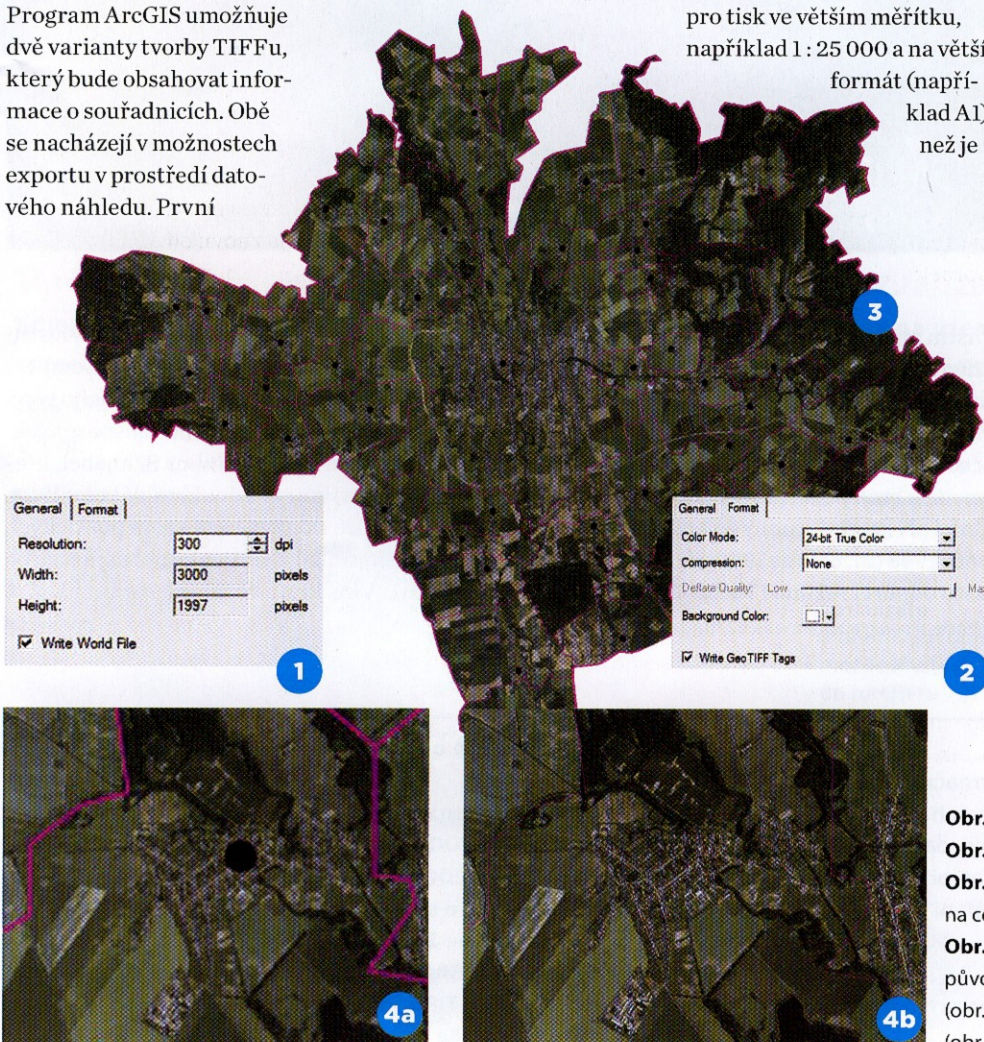 Program ArcGIS umožňuje
dvě varianty tvorby TIFFu,
který bude obsahovat infor-
mace o souřadnicích. Obě
se nacházejí v možnostech
exportu v prostředí dato-
vého náhledu. První
pro tisk ve větším měřítku,
například 1 : 25 000 a na větší
formát (napří-
klad A1)
než je
3
General Format
Resolution: 300 dpi
Width: 3000 pixels
Height: 1997 pixels
Write World File
1
General Format
Color Mode: 24-bit True Color
Compression: None
Deflate Quality: Low Max
Background Color:
Write GeoTIFF Tags
2
4a
4b
Obr.
Obr.
Obr.
na ce
Obr.
půvo
(obr.
(obr.